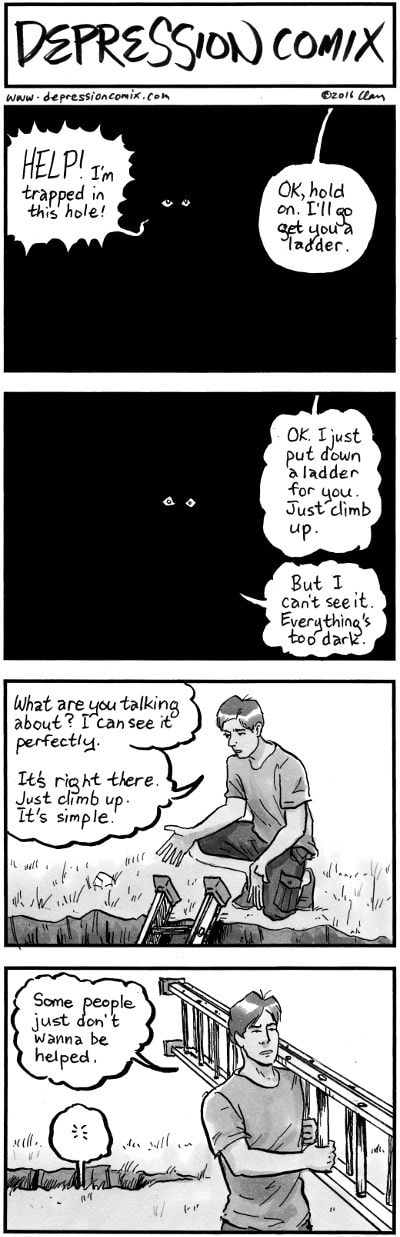 DEPRESSION COMIX
www.depressioncomix.com ©2016 Clay
HELP! I'm
trapped in
this hole!
OK, hold
on. I'll go
get you a
ladder.
OK. I just
put down
a ladder
for you.
Just climb
up.
But I
can't see it.
Everything's
too dark.
What are you talking
about? I can see it
perfectly.
It's right there.
Just climb up.
It's simple.
Some people
just don't
wanna be
helped.